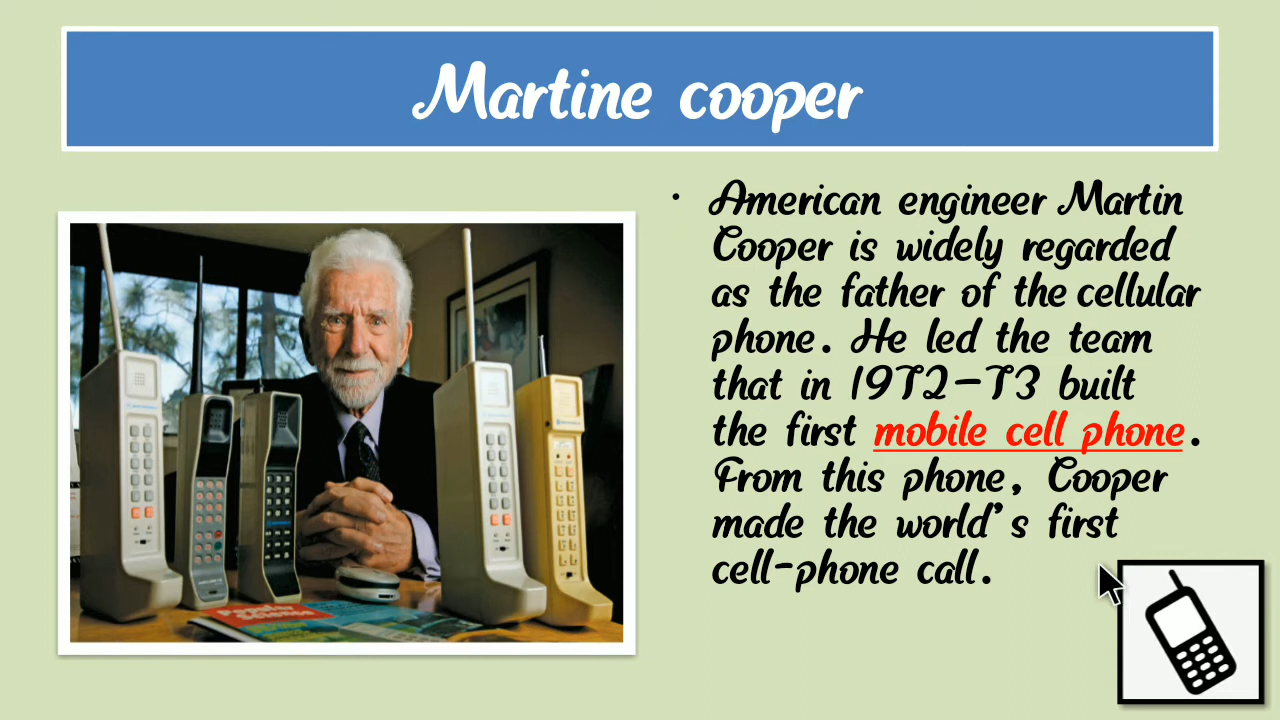 Martine cooper
• American engineer Martin
Cooper is widely regarded
as the father of the cellular
phone. He led the team
that in 1972-73 built
the first mobile cell phone.
From this phone, Cooper
made the world's first
cell-phone call.
Popular
Science